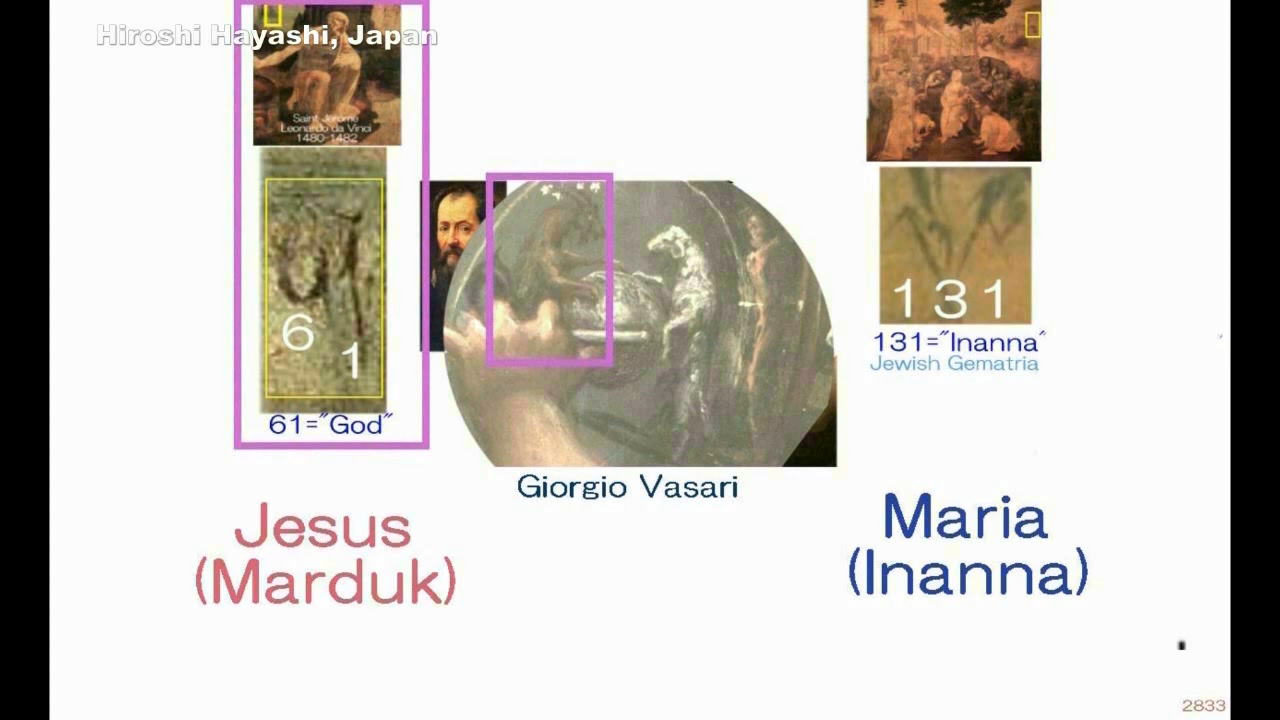 Hiroshi Hayashi, Japan
Saint Jerome
Leonardo da Vinci
1480-1482
6
1
61="God"
Giorgio Vasari
131
131="Inanna"
Jewish Gematria
Jesus
(Marduk)
Maria
(Inanna)
2833